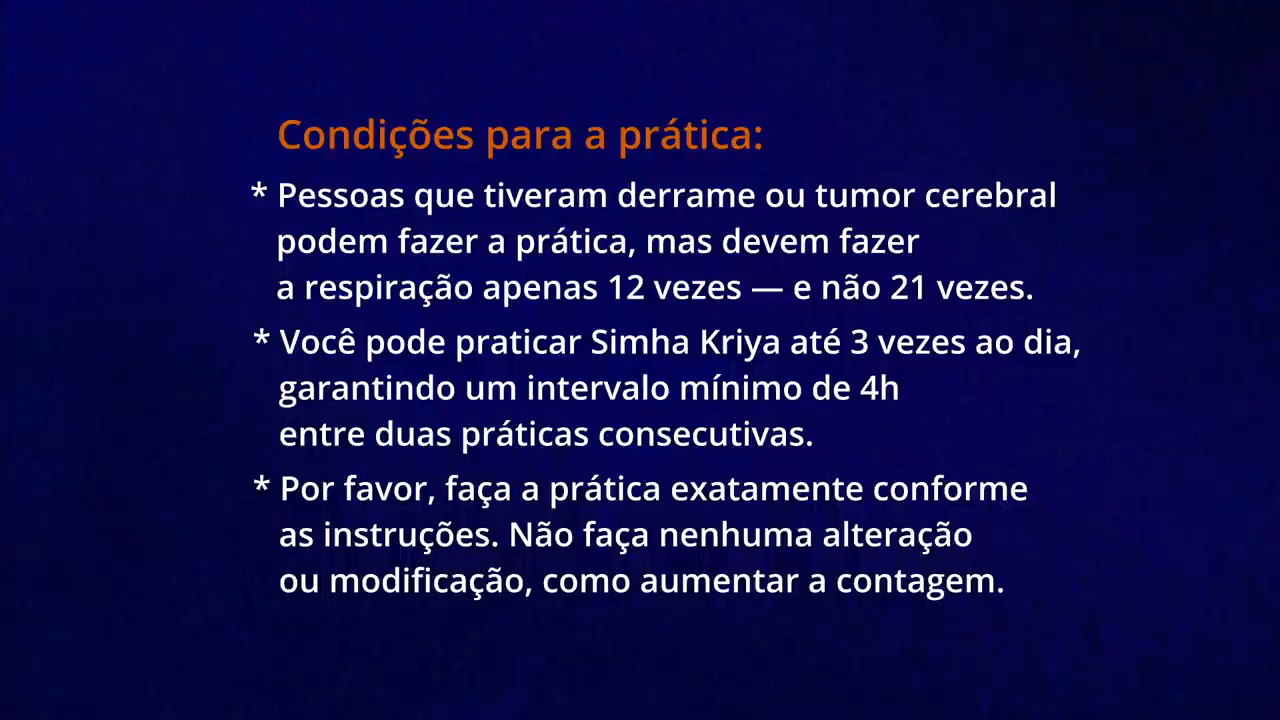 Condições para a prática:
* Pessoas que tiveram derrame ou tumor cerebral
podem fazer a prática, mas devem fazer
a respiração apenas 12 vezes — e não 21 vezes.
* Você pode praticar Simha Kriya até 3 vezes ao dia,
garantindo um intervalo mínimo de 4h
entre duas práticas consecutivas.
* Por favor, faça a prática exatamente conforme
as instruções. Não faça nenhuma alteração
ou modificação, como aumentar a contagem.